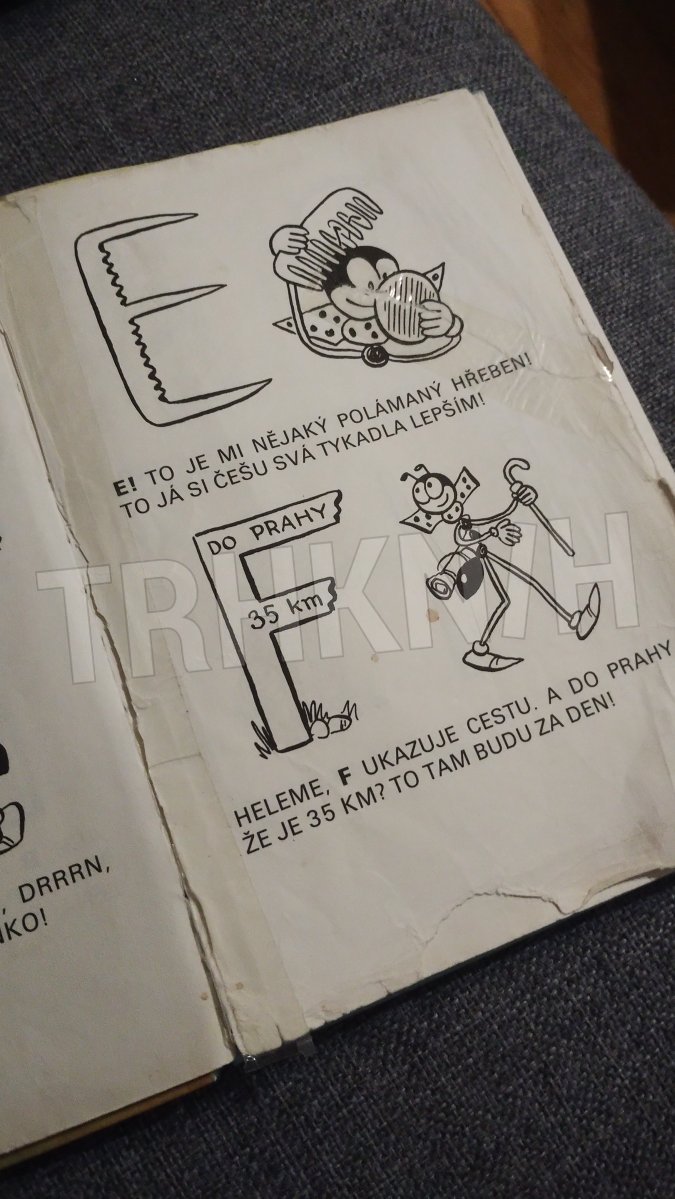 E! TO JE MI NĚJAKÝ POLÁMANÝ HŘEBEN!
TO JÁ SI ČEŠU SVÁ TYKADLA LEPŠÍM!
DO PRAHY
35 km
HELEME, F UKAZUJE CESTU. A DO PRAHY
ŽE JE 35 KM? TO TAM BUDU ZA DEN!
, DRRRN,
KO!
TRHKNIH